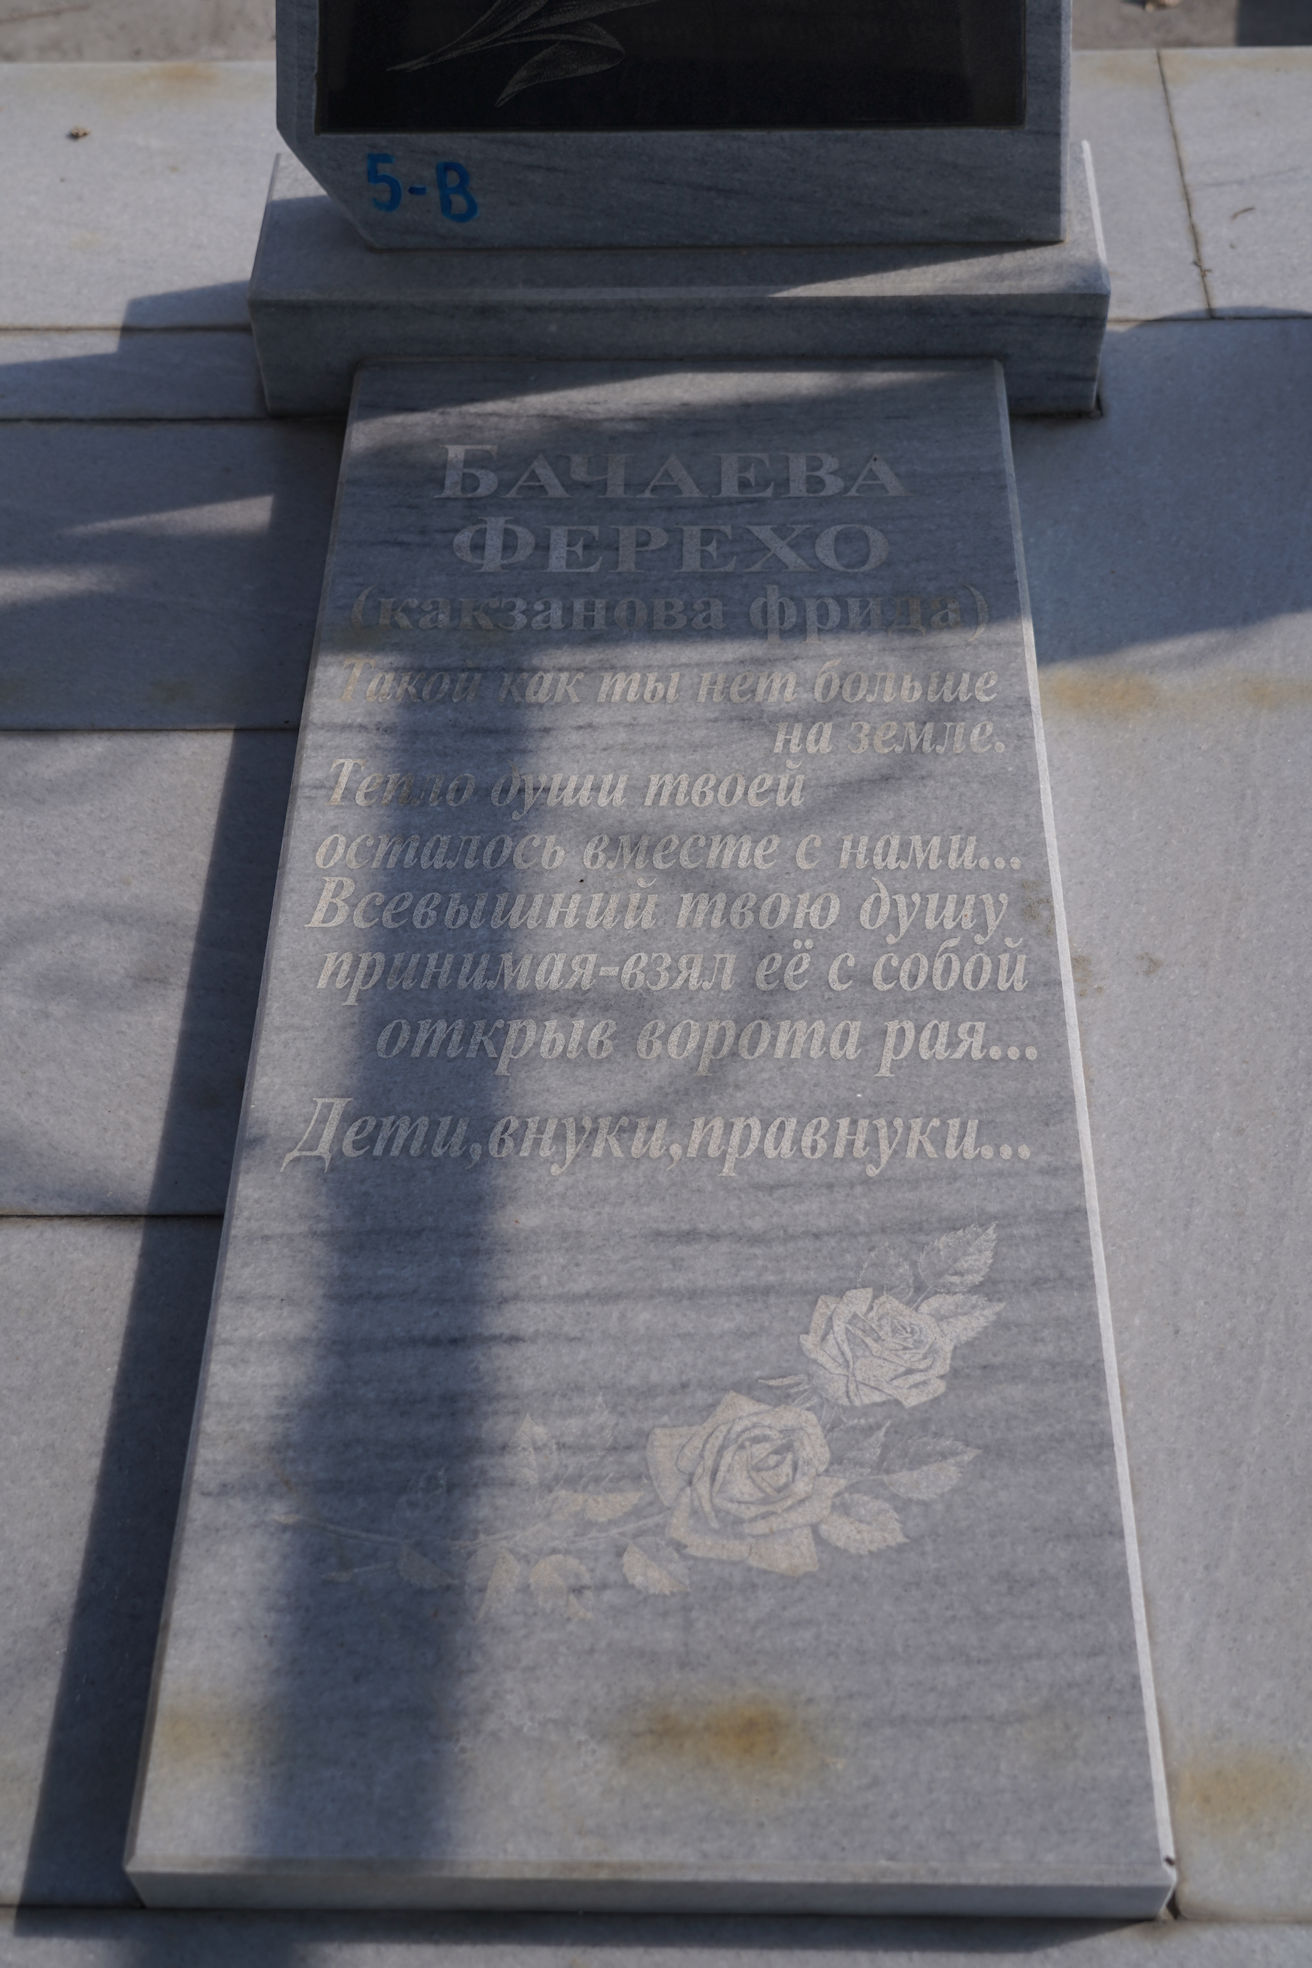 5-В
БАЧАЕВА
ФЕРЕХО
(какзанова фрида)
Такой как ты нет больше
на земле.
Тепло души твоей
осталось вместе с нами...
Всевышний твою душу
принимая-взял её с собой
открыв ворота рая...
Дети,внуки,правнуки...